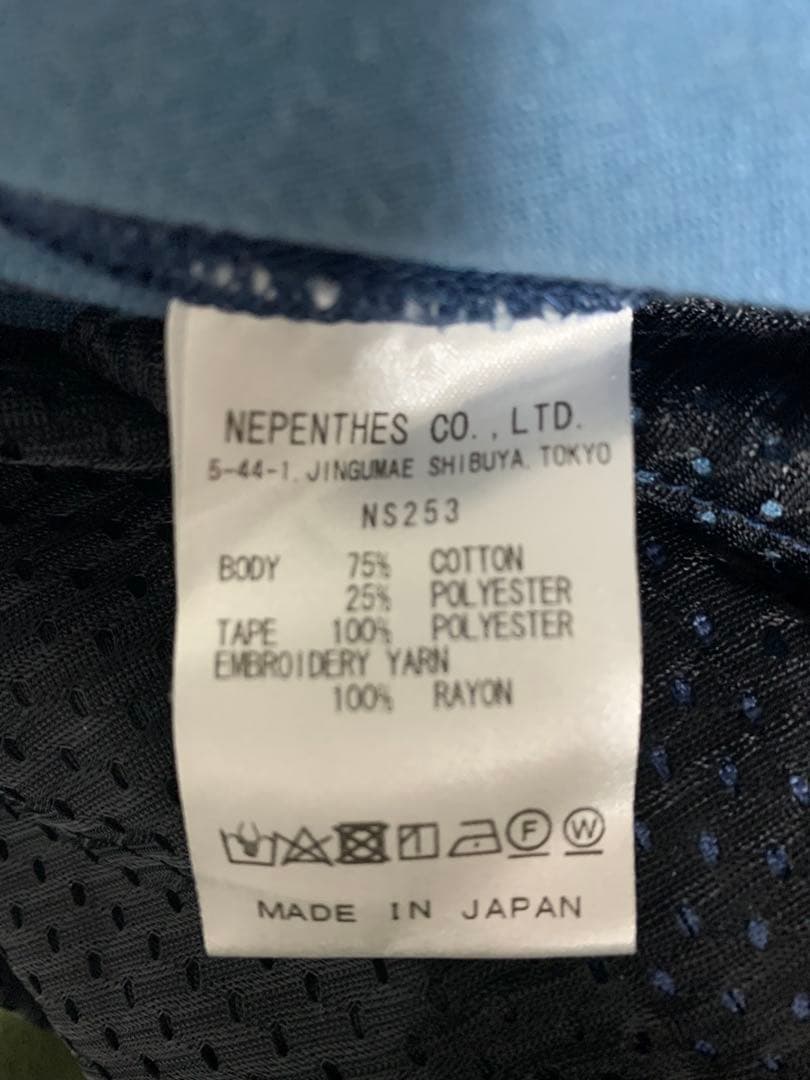 NEPENTHES CO., LTD.
5-44-1, JINGUMAE SHIBUYA, TOKYO
NS253
BODY 75% COTTON
25% POLYESTER
TAPE 100% POLYESTER
EMBROIDERY YARN
100% RAYON
F W
MADE IN JAPAN